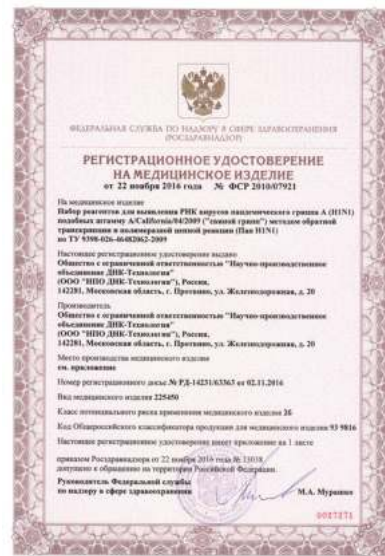 ФЕДЕРАЛЬНАЯ СЛУЖБА ПО НАДЗОРУ В СФЕРЕ ЗДРАВООХРАНЕНИЯ
(РОСЗДРАВНАДЗОР)
РЕГИСТРАЦИОННОЕ УДОСТОВЕРЕНИЕ
НА МЕДИЦИНСКОЕ ИЗДЕЛИЕ
от 22 ноября 2016 года № ФСР 2010/07921
На медицинское изделие
Набор реагентов для выявления РНК вирусов пандемического гриппа А (H1N1)
подобных штамму A/California/04/2009 ("свиной грипп") методом обратной
транскрипции и полимеразной цепной реакции (Пан H1N1)
по ТУ 9398-026-46482062-2009
Настоящее регистрационное удостоверение выдано
Общество с ограниченной ответственностью "Научно-производственное
объединение ДНК-Технология"
(ООО "НПО ДНК-Технология"), Россия,
142281, Московская область, г. Протвино, ул. Железнодорожная, д. 20
Производитель
Общество с ограниченной ответственностью "Научно-производственное
объединение ДНК-Технология"
(ООО "НПО ДНК-Технология"), Россия,
142281, Московская область, г. Протвино, ул. Железнодорожная, д. 20
Место производства медицинского изделия
см. приложение
Номер регистрационного досье № РД-14231/63363 от 02.11.2016
Вид медицинского изделия 225450
Класс потенциального риска применения медицинского изделия 2б
Код Общероссийского классификатора продукции для медицинского изделия 93 9816
Настоящее регистрационное удостоверение имеет приложение на 1 листе
приказом Росздравнадзора от 22 ноября 2016 года №
допущено к обращению на территории Российской Федерации.
Руководитель Федеральной службы
по надзору в сфере здравоохранения
М.А. Мурашко